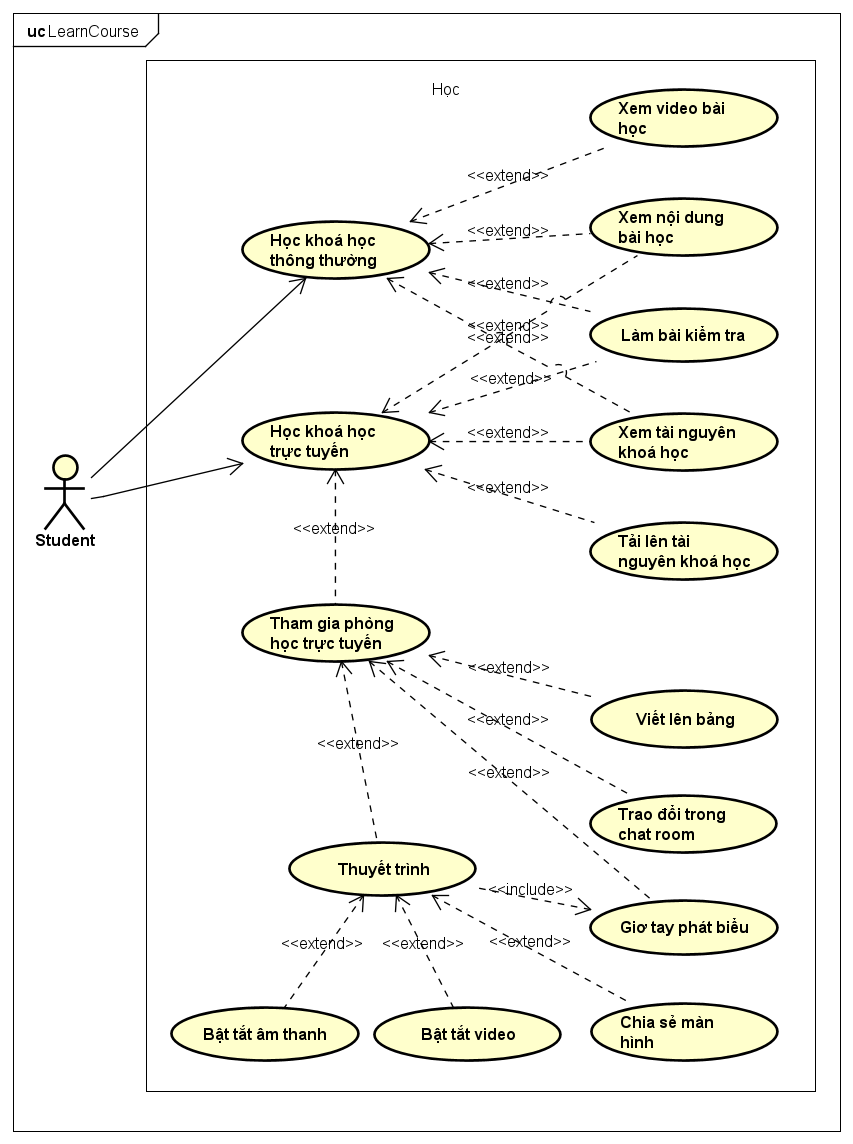 uc LearnCourse
Học
Xem video bài
học
<<extend>>
Xem nội dung
bài học
<<extend>>
Học khoá học
thông thường
<<extend>>
Làm bài kiểm tra
<<extend>>
<<extend>>
<<extend>>
Học khoá học
trực tuyến
<<extend>>
Xem tài nguyên
khoá học
<<extend>>
Student
<<extend>>
Tải lên tài
nguyên khoá học
Tham gia phòng
học trực tuyến
<<extend>>
Viết lên bảng
<<extend>>
<<extend>>
<<extend>>
Trao đổi trong
chat room
Thuyết trình
<<include>>
Giơ tay phát biểu
<<extend>>
<<extend>>
<<extend>>
Bật tắt âm thanh
Bật tắt video
Chia sẻ màn
hình